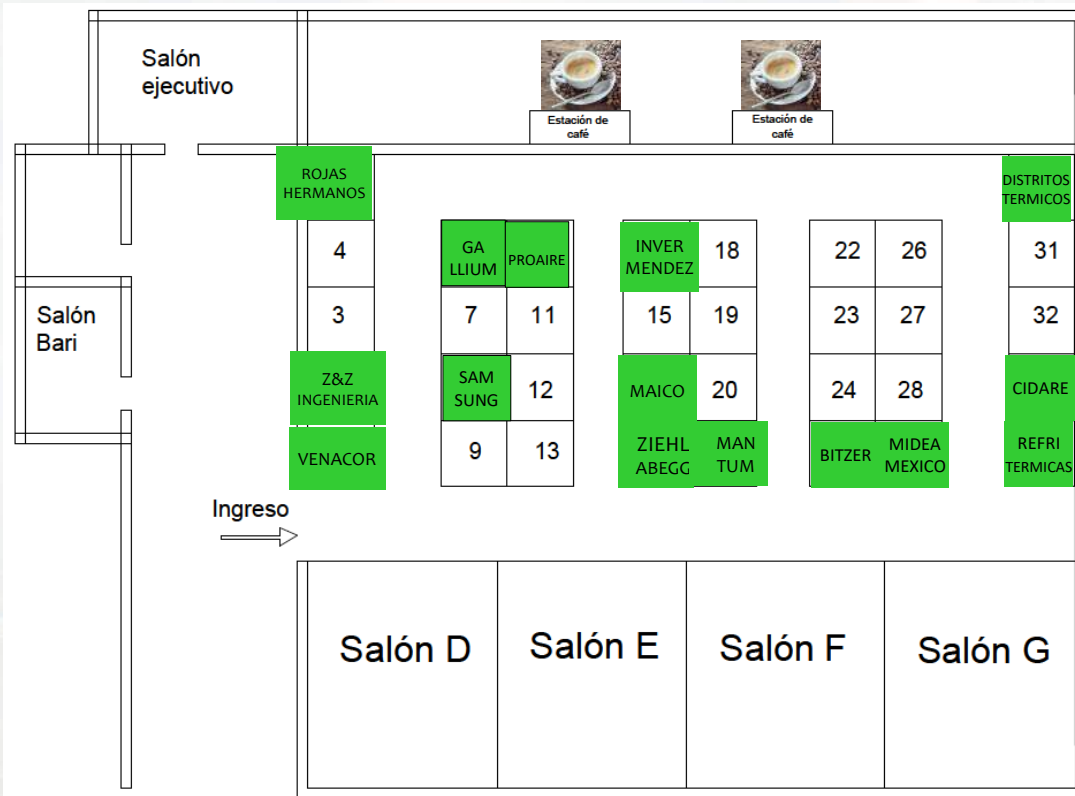 Salón
ejecutivo
Estación de
café
Estación de
café
ROJAS
HERMANOS
DISTRITOS
TERMICOS
4
GA
LLIUM
PROAIRE
INVER
MENDEZ
18
22
26
31
Salón
Bari
3
7
11
15
19
23
27
32
Z&Z
INGENIERIA
SAM
SUNG
12
MAICO
20
24
28
CIDARE
VENACOR
9
13
ZIEHL
ABEGG
MAN
TUM
BITZER
MIDEA
MEXICO
REFRI
TERMICAS
Ingreso
Salón D
Salón E
Salón F
Salón G